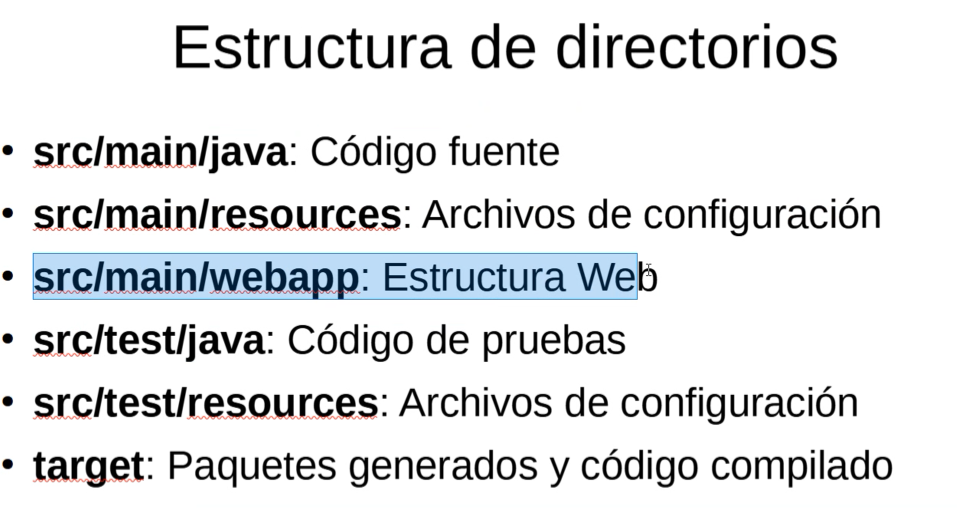 Estructura de directorios
• src/main/java: Código fuente
• src/main/resources: Archivos de configuración
• src/main/webapp: Estructura Web
• src/test/java: Código de pruebas
• src/test/resources: Archivos de configuración
• target: Paquetes generados y código compilado